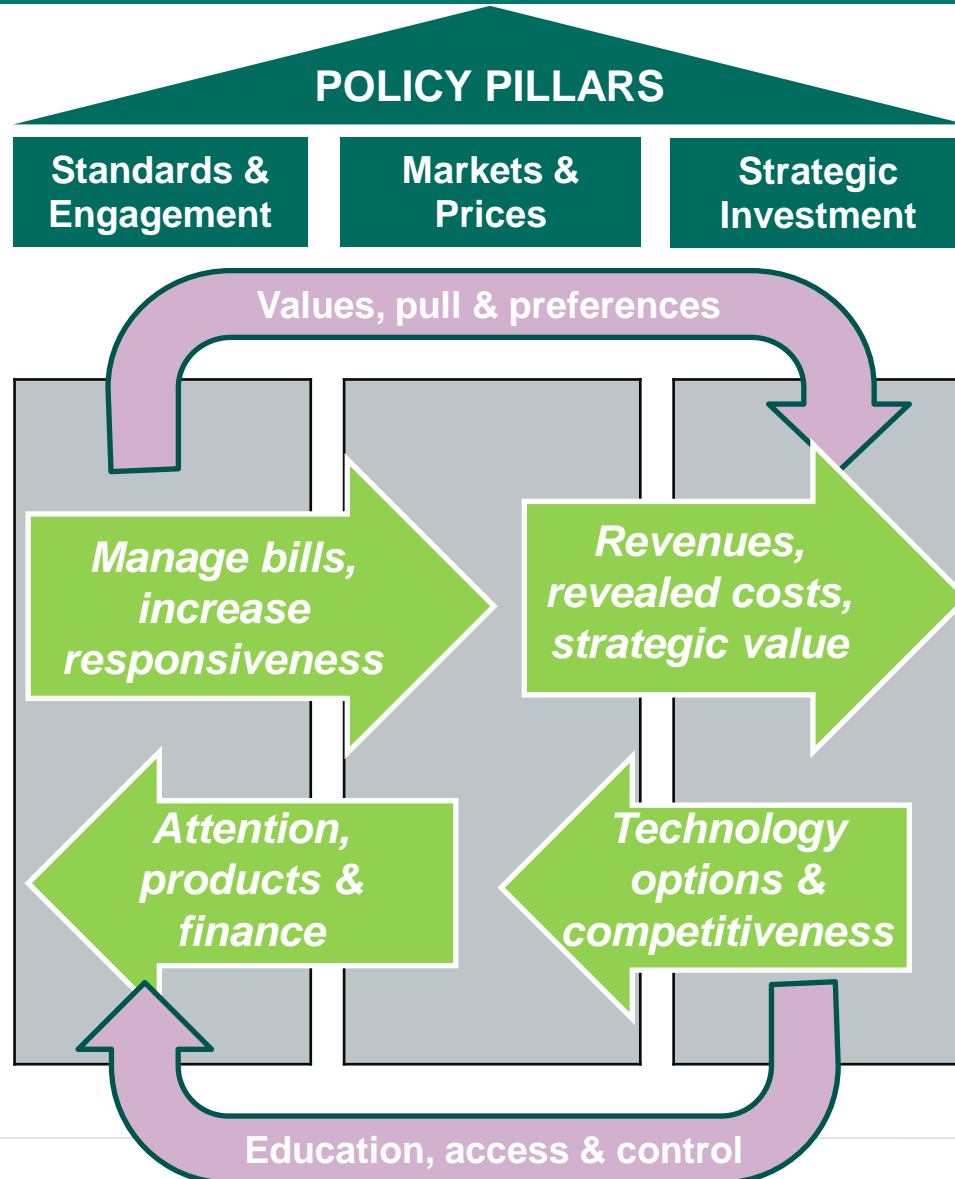 POLICY PILLARS
Standards &
Engagement
Markets &
Prices
Strategic
Investment
Values, pull & preferences
Manage bills,
increase
responsiveness
Revenues,
revealed costs,
strategic value
Attention,
products &
finance
Technology
options &
competitiveness
Education, access & control